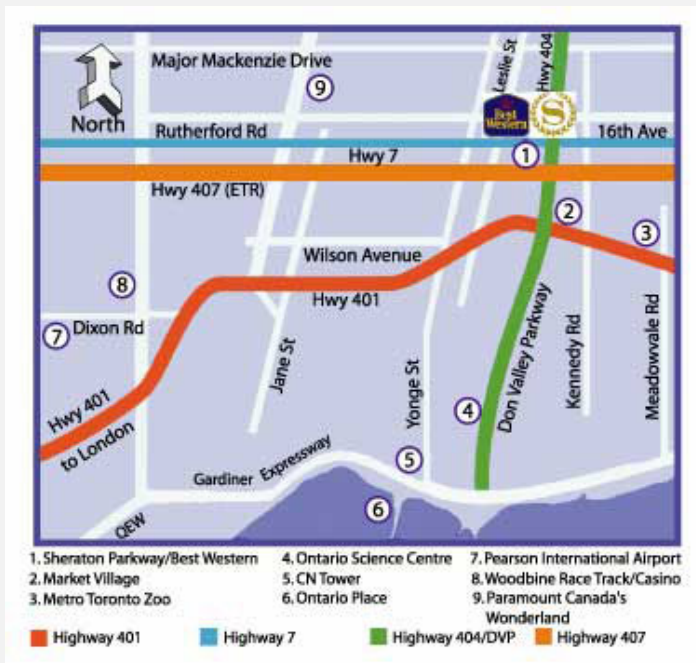 Major Mackenzie Drive
9
Leslie St
Hwy 404
North
Best
Western
S
Rutherford Rd
16th Ave
Hwy 7
1
Hwy 407 (ETR)
2
3
Wilson Avenue
8
Hwy 401
7
Dixon Rd
Jane St
Yonge St
Don Valley Parkway
Kennedy Rd
Meadowvale Rd
Hwy 401
to London
4
Gardiner Expressway
5
6
QEW
1. Sheraton Parkway/Best Western
2. Market Village
3. Metro Toronto Zoo
4. Ontario Science Centre
5. CN Tower
6. Ontario Place
7. Pearson International Airport
8. Woodbine Race Track/Casino
9. Paramount Canada's
Wonderland
Highway 401
Highway 7
Highway 404/DVP
Highway 407